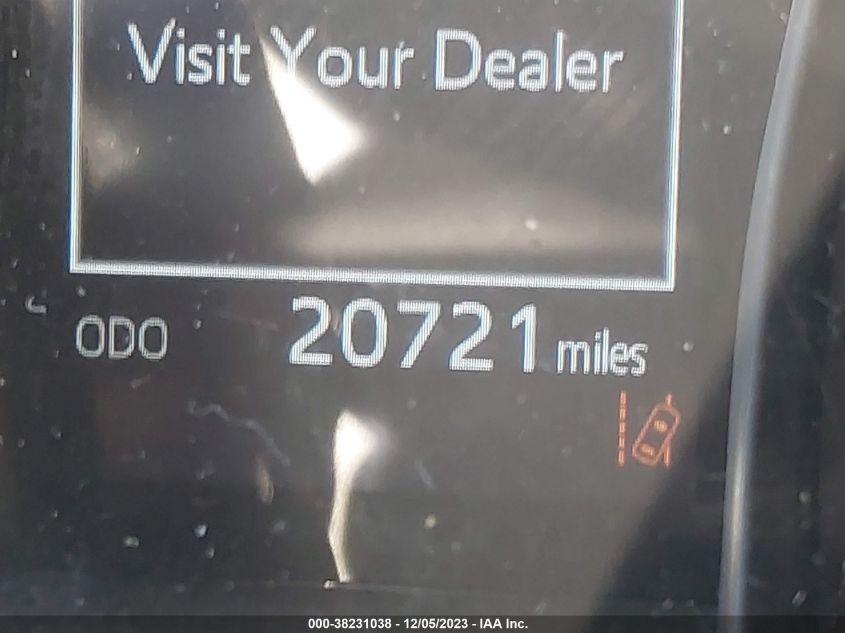 Visit Your Dealer
ODO 20721 miles
000-38231038 - 12/05/2023 - IAA Inc.